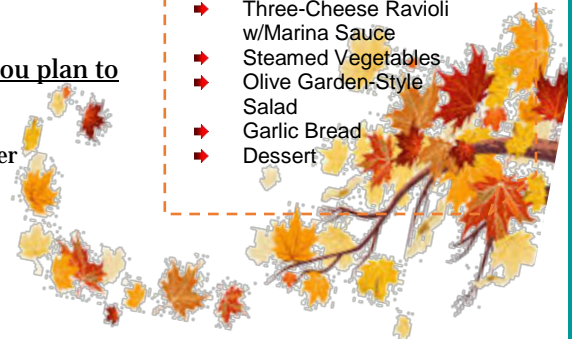 Three-Cheese Ravioli
w/Marina Sauce
Steamed Vegetables
Olive Garden-Style
Salad
Garlic Bread
Dessert
ou plan to
er